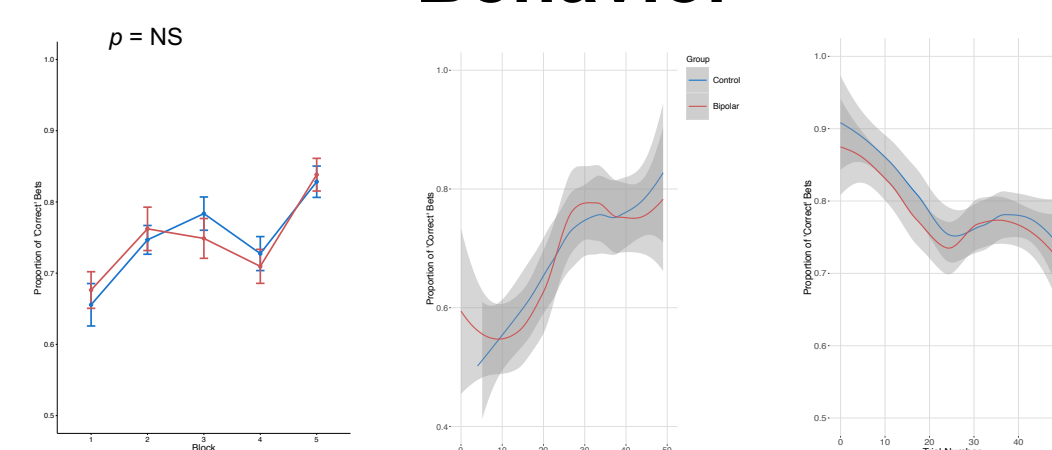 Behavior
p = NS
1.0
0.9
0.8
0.7
0.6
0.5
Proportion of 'Correct' Bets
1 2 3 4 5
Block
1.0
0.8
0.6
0.4
Proportion of 'Correct' Bets
0 10 20 30 40 50
Group
Control
Bipolar
1.0
0.9
0.8
0.7
0.6
0.5
Proportion of 'Correct' Bets
0 10 20 30 40
Trial Number